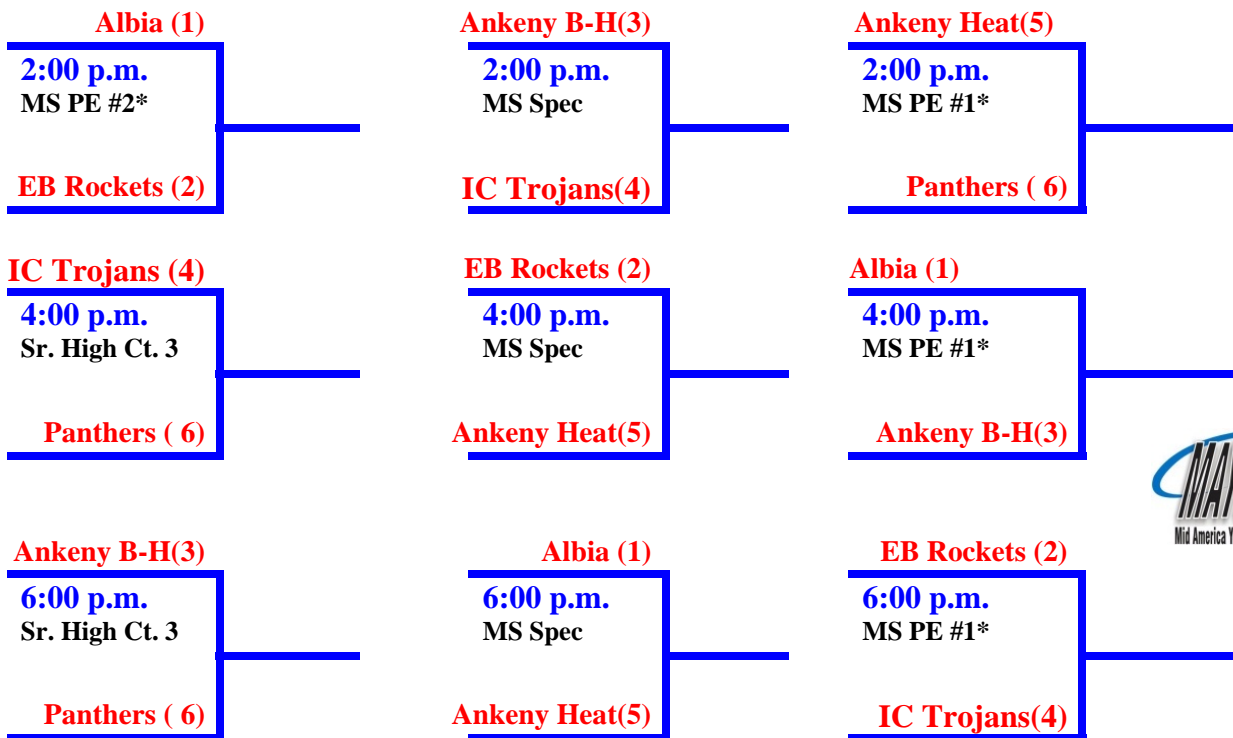 Albia (1)
Ankeny B-H(3)
Ankeny Heat(5)
2:00 p.m.
MS PE #2*
2:00 p.m.
MS Spec
2:00 p.m.
MS PE #1*
EB Rockets (2)
IC Trojans(4)
Panthers ( 6)
IC Trojans (4)
EB Rockets (2)
Albia (1)
4:00 p.m.
Sr. High Ct. 3
4:00 p.m.
MS Spec
4:00 p.m.
MS PE #1*
Panthers ( 6)
Ankeny Heat(5)
Ankeny B-H(3)
Mid America
Ankeny B-H(3)
Albia (1)
EB Rockets (2)
6:00 p.m.
Sr. High Ct. 3
6:00 p.m.
MS Spec
6:00 p.m.
MS PE #1*
Panthers ( 6)
Ankeny Heat(5)
IC Trojans(4)